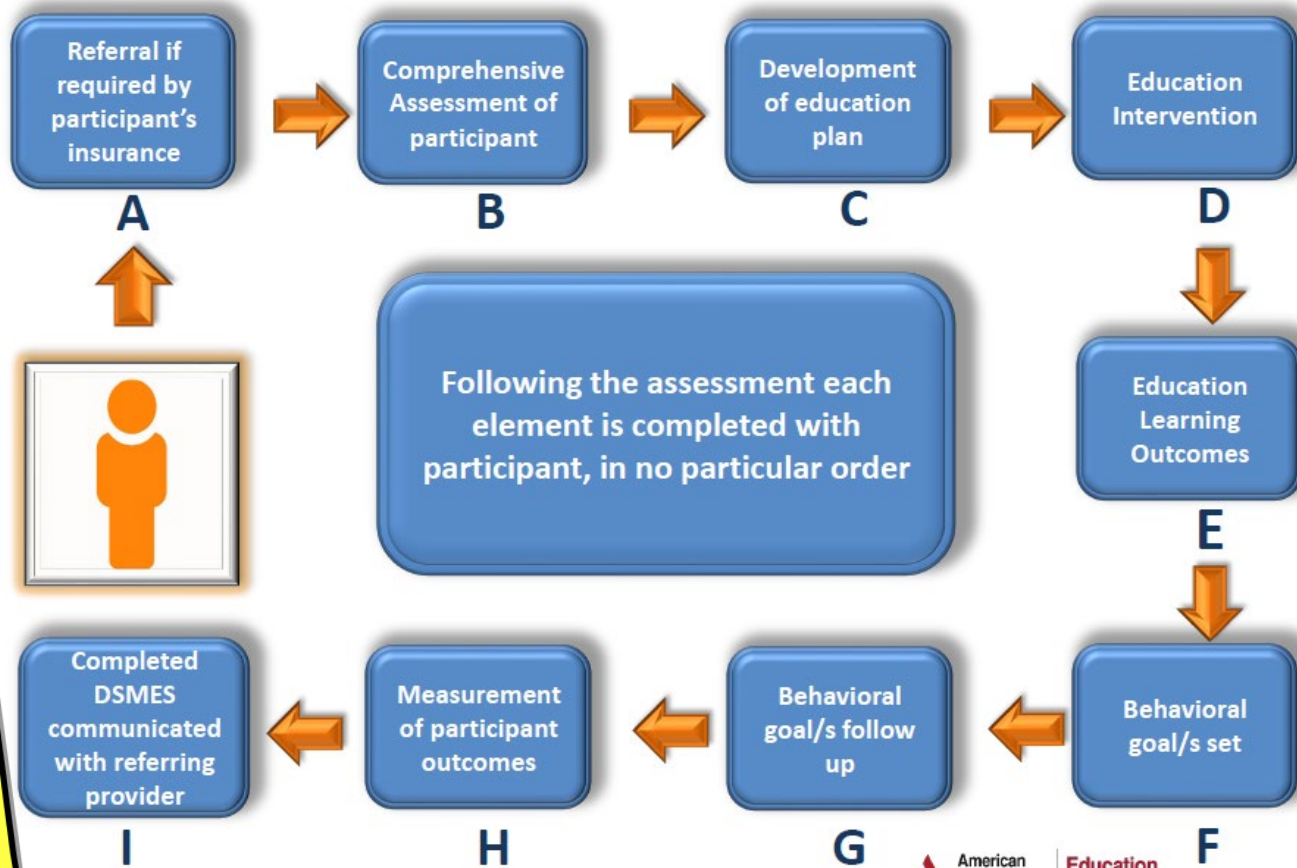 Referral if
required by
participant's
insurance
A
Comprehensive
Assessment of
participant
B
Development
of education
plan
C
Education
Intervention
D
Following the assessment each
element is completed with
participant, in no particular order
Education
Learning
Outcomes
E
Behavioral
goal/s set
F
Behavioral
goal/s follow
up
G
Measurement
of participant
outcomes
H
Completed
DSMES
communicated
with referring
provider
I
American
Education